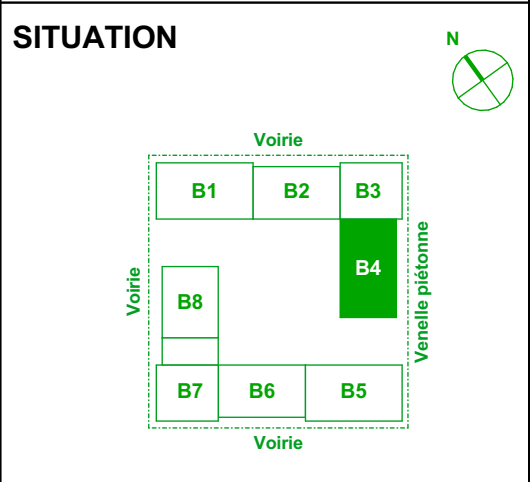 SITUATION
N
Voirie
B1 B2 B3
B4
Voirie
Venelle piétonne
B8
B7 B6 B5
Voirie